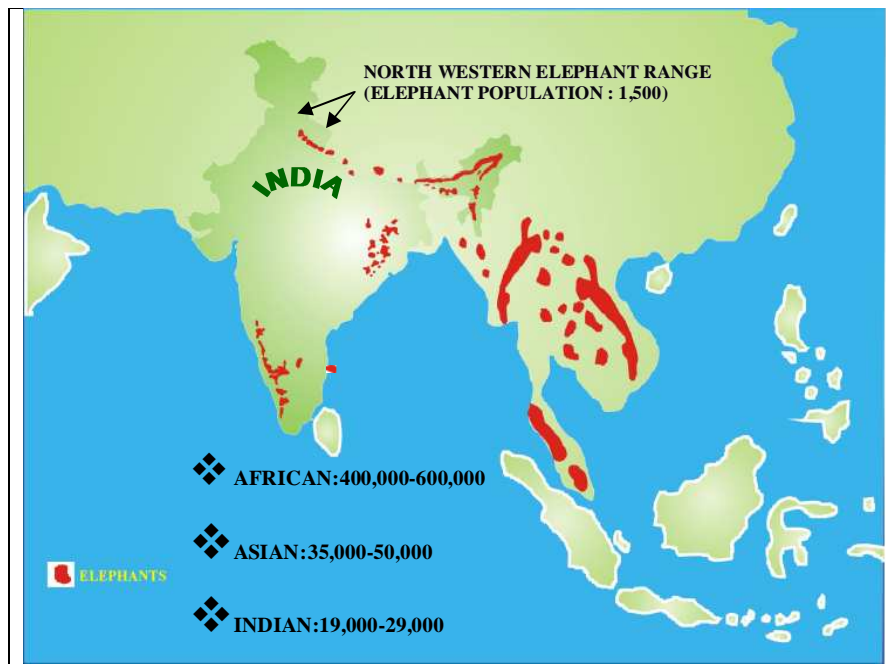 NORTH WESTERN ELEPHANT RANGE
(ELEPHANT POPULATION : 1,500)
INDIA
❖ AFRICAN:400,000-600,000
❖ ASIAN:35,000-50,000
ELEPHANTS
❖ INDIAN:19,000-29,000